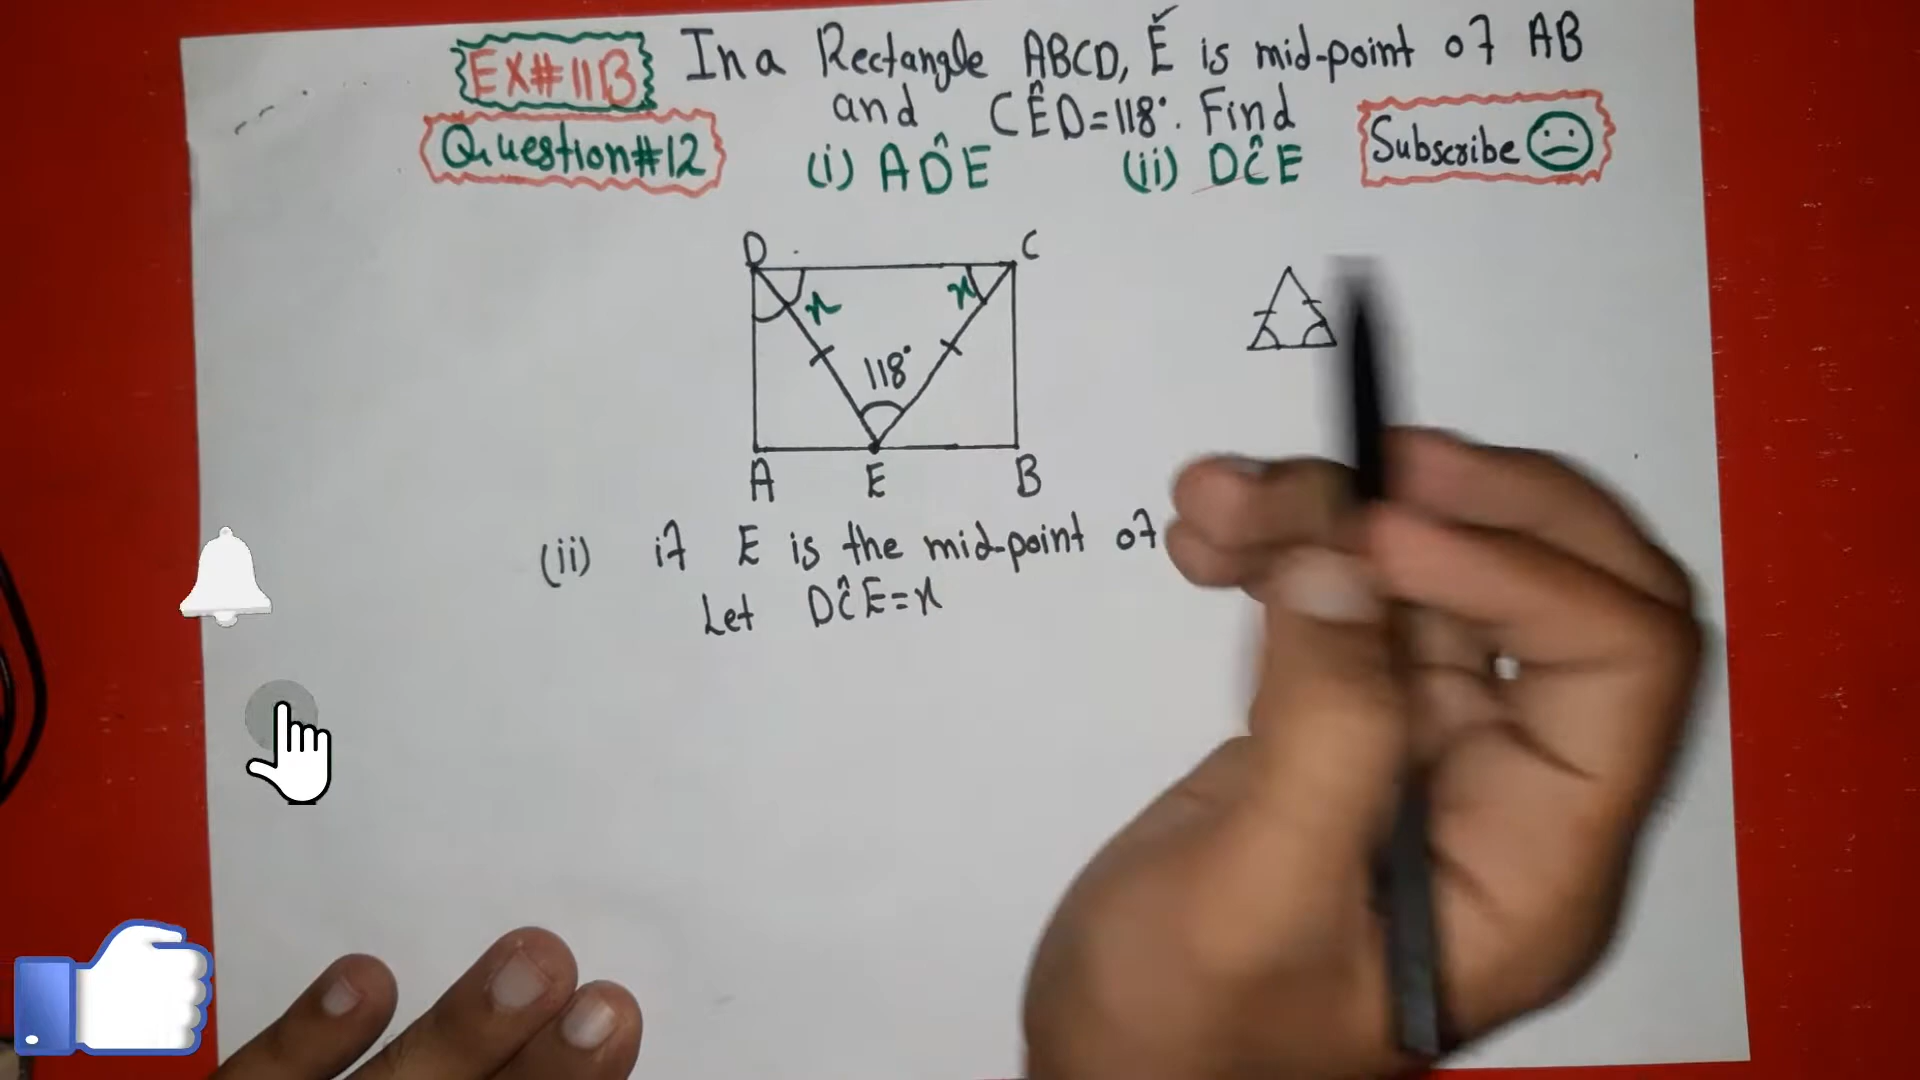 EX#11B
In a Rectangle ABCD, E is mid-point of AB
and CÊD=118°. Find
Question#12
(i) AD̂E (ii) DĈE
Subscribe
D C
x x
118°
A E B
(ii) if E is the mid-point of
Let DĈE=x